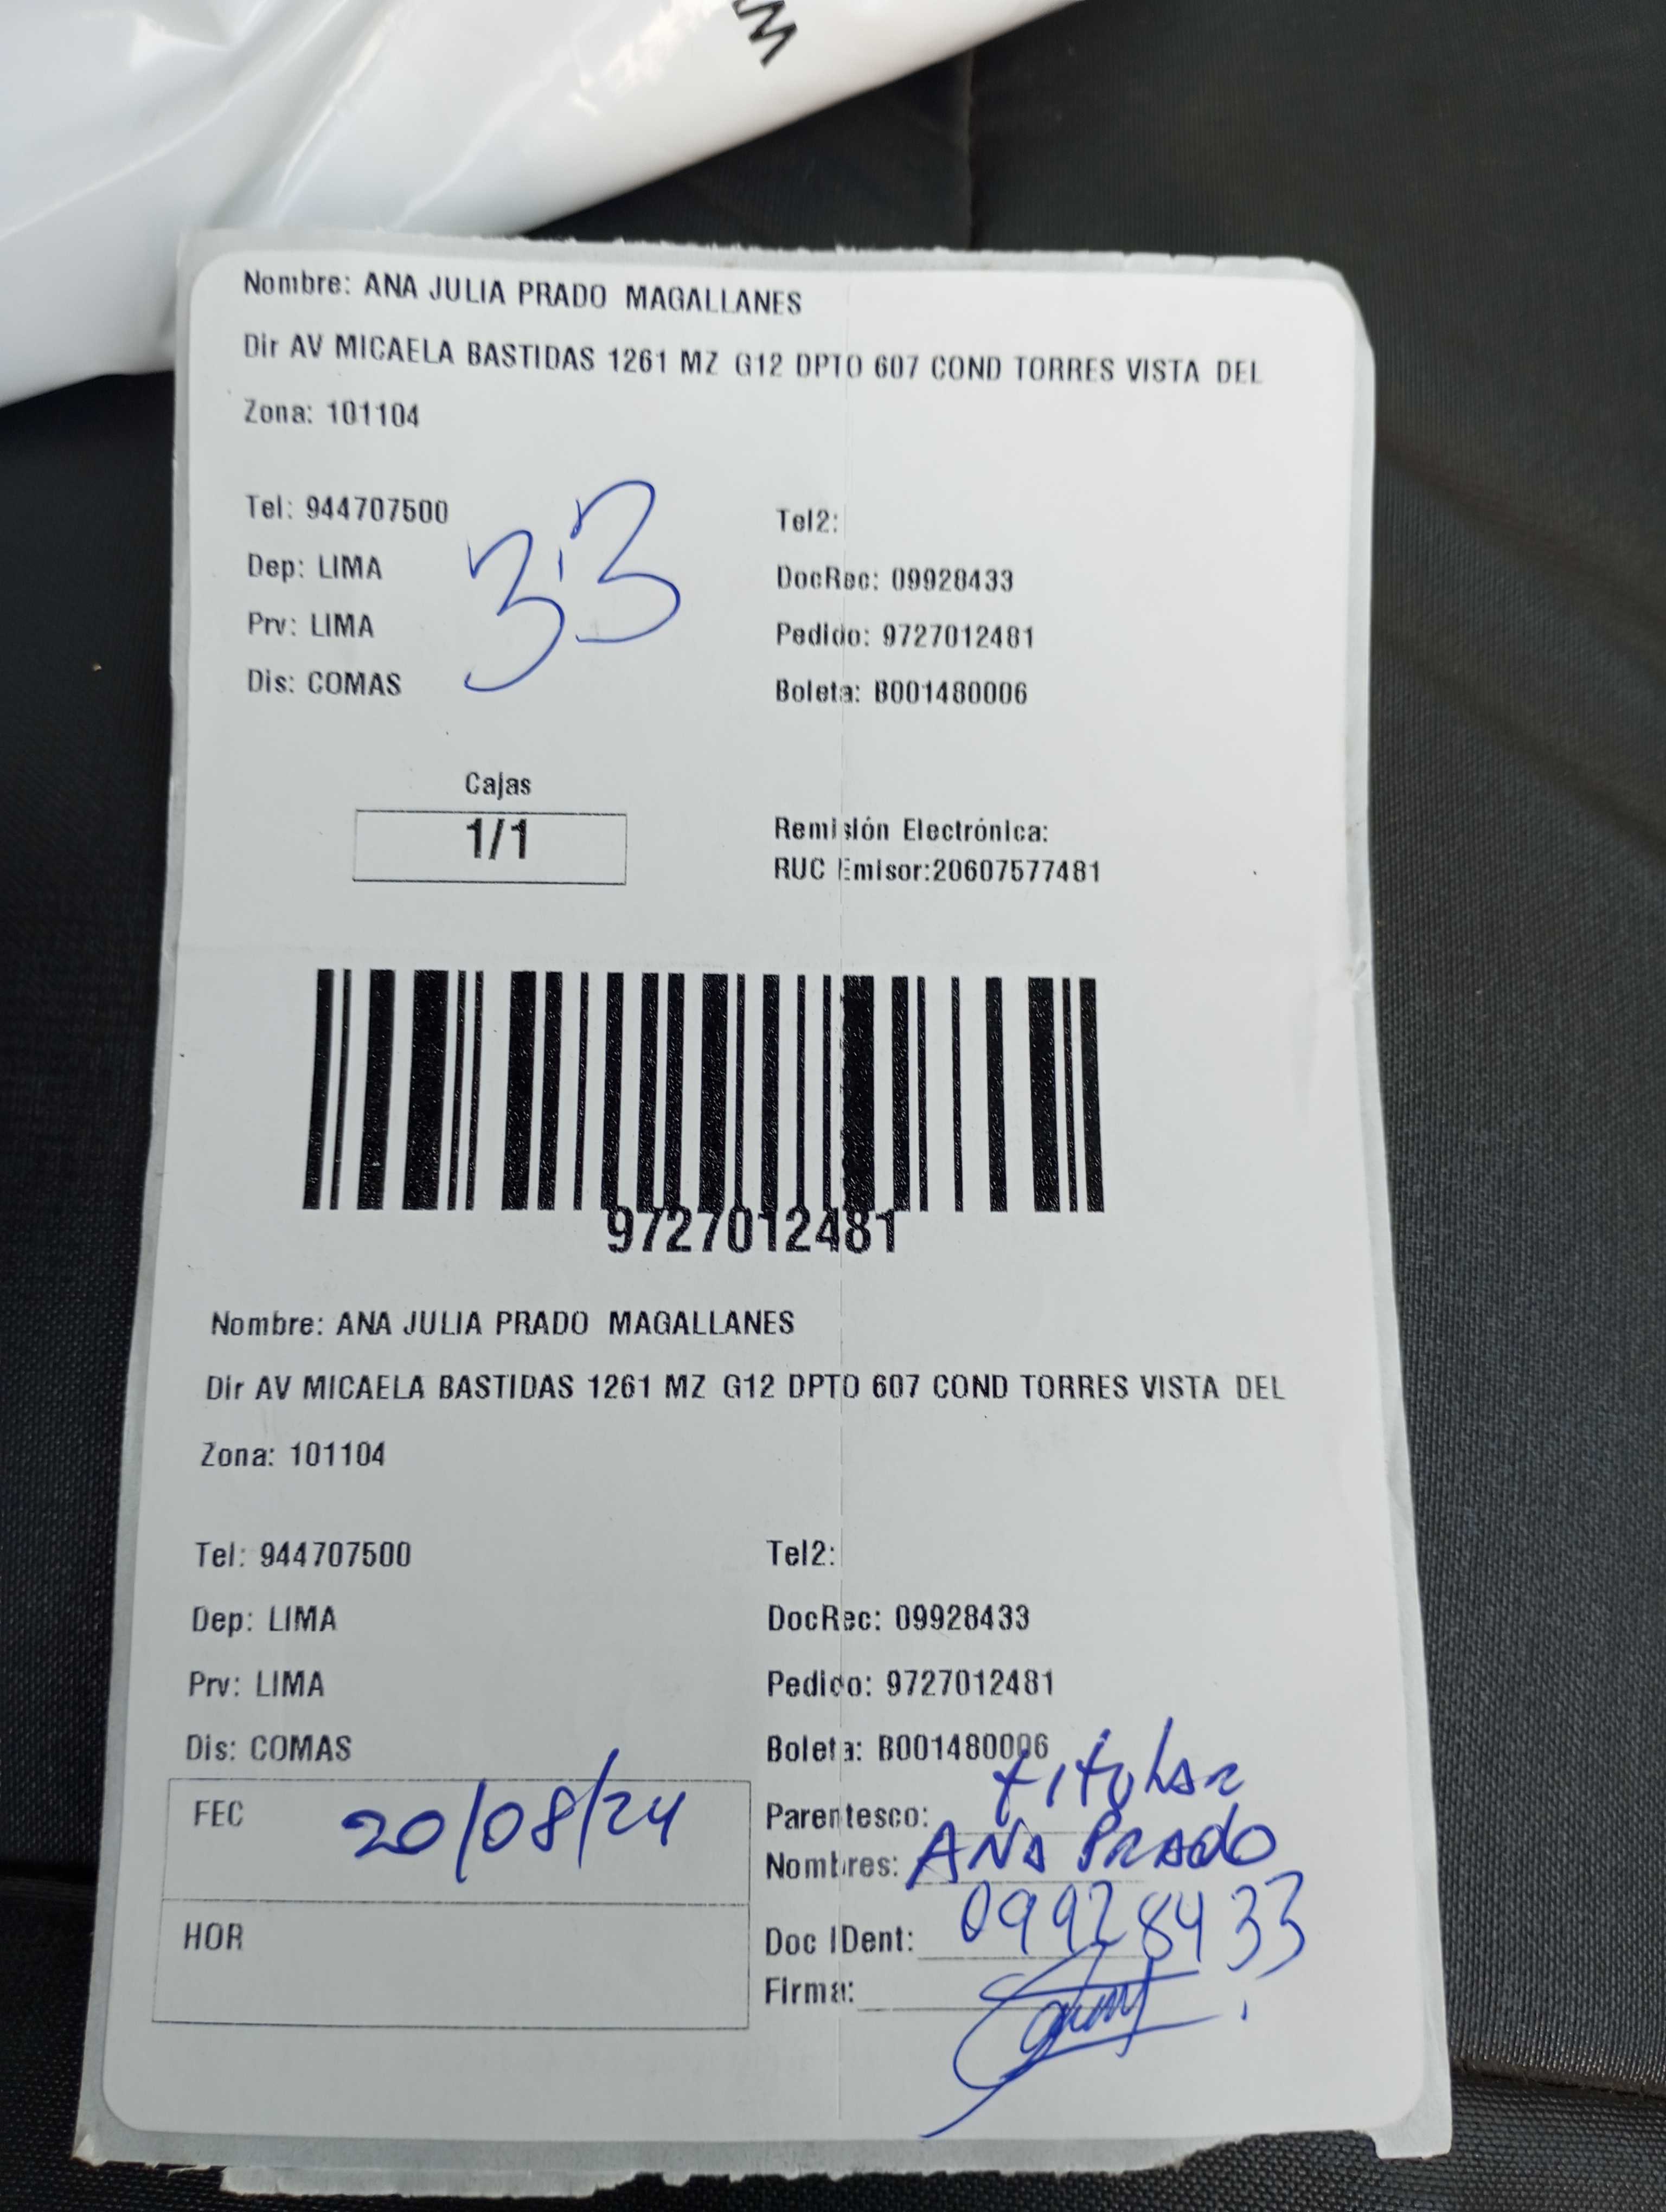 Nombre: ANA JULIA PRADO MAGALLANES
Dir AV MICAELA BASTIDAS 1261 MZ G12 DPTO 607 COND TORRES VISTA DEL
Zona: 101104
Tel: 944707500
Tel2:
33
Dep: LIMA
DocRec: 09928433
Prv: LIMA
Pedido: 9727012481
Dis: COMAS
Boleta: B001480006
Cajas
1/1
Remisión Electrónica:
RUC Emisor:20607577481
9727012481
Nombre: ANA JULIA PRADO MAGALLANES
Dir AV MICAELA BASTIDAS 1261 MZ G12 DPTO 607 COND TORRES VISTA DEL
Zona: 101104
Tel: 944707500
Tel2:
Dep: LIMA
DocRec: 09928433
Prv: LIMA
Pedido: 9727012481
Dis: COMAS
Boleta: B001480006
FEC 20/08/24
Parentesco: titular
Nombres: ANA PRADO
HOR
Doc IDent: 09928433
Firma: